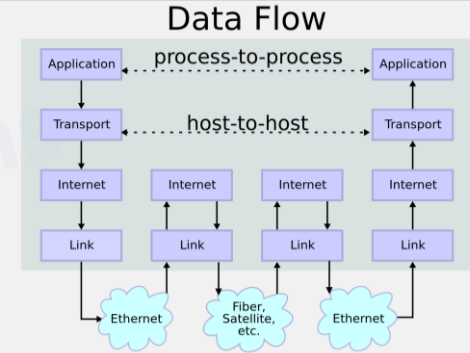 Data Flow
Application
process-to-process
Application
Transport
host-to-host
Transport
Internet
Internet
Internet
Internet
Link
Link
Link
Link
Ethernet
Fiber,
Satellite,
etc.
Ethernet